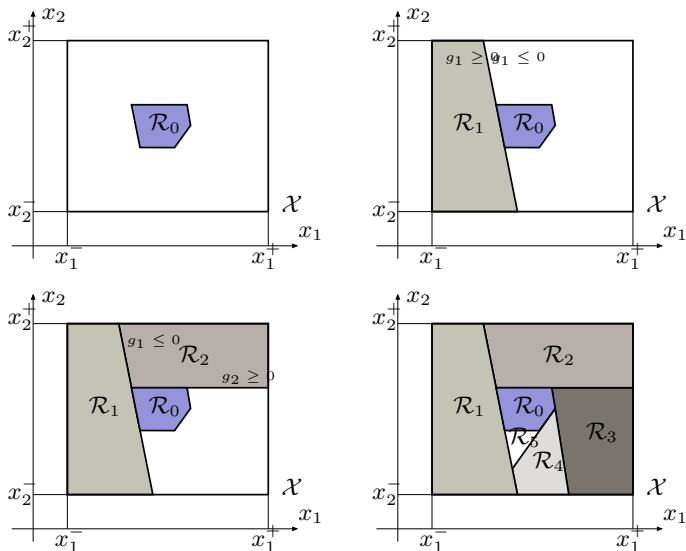 x₂
x₂⁺
ℛ₀
x₂⁻
𝒳
x₁
x₁⁻
x₁⁺
x₂
x₂⁺
g₁ ≥ 0
g₁ ≤ 0
ℛ₁
ℛ₀
x₂⁻
𝒳
x₁
x₁⁻
x₁⁺
x₂
x₂⁺
g₁ ≤ 0
ℛ₂
g₂ ≥ 0
ℛ₁
ℛ₀
x₂⁻
𝒳
x₁
x₁⁻
x₁⁺
x₂
x₂⁺
ℛ₂
ℛ₁
ℛ₀
ℛ₃
ℛ₅
ℛ₄
x₂⁻
𝒳
x₁
x₁⁻
x₁⁺